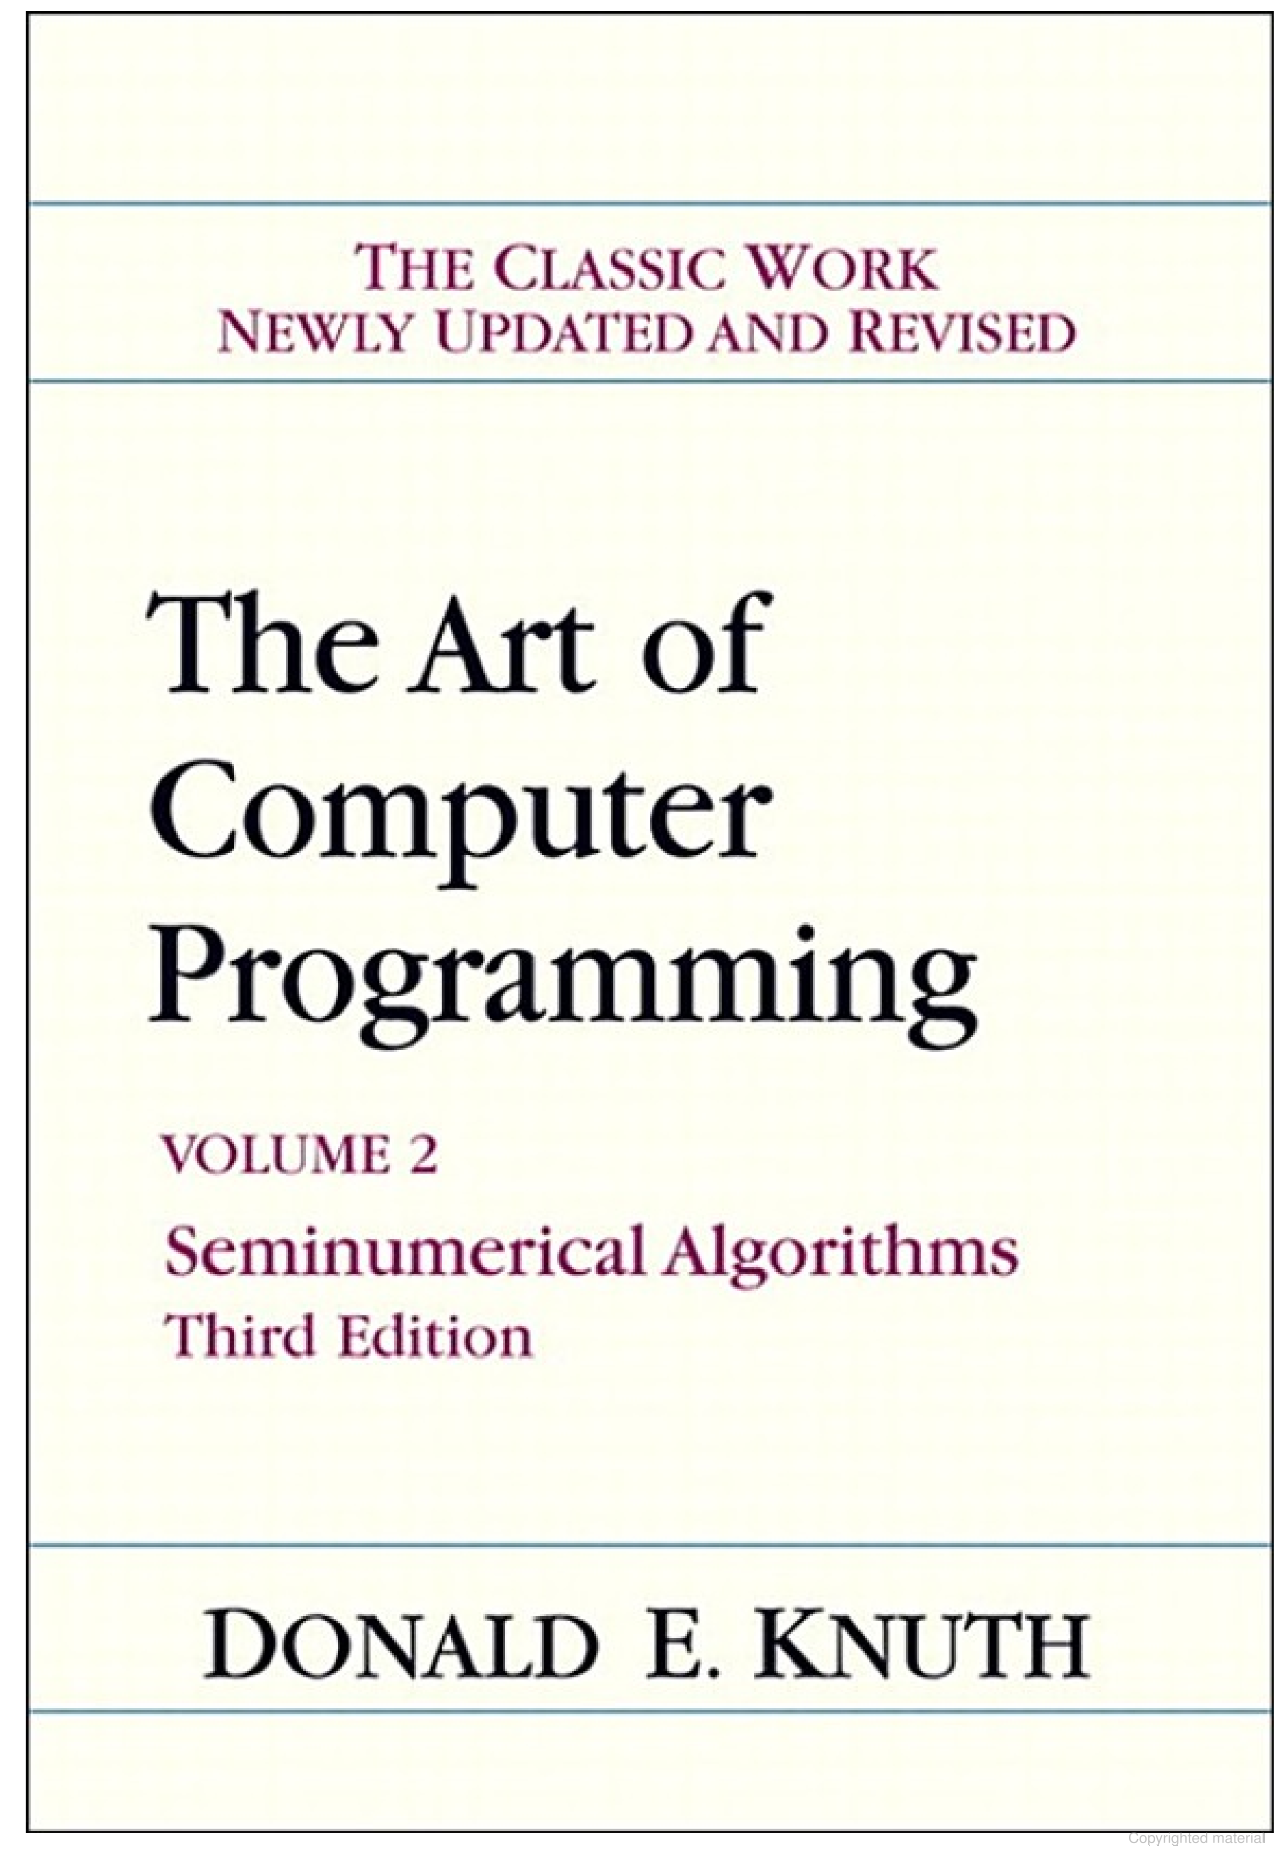 THE CLASSIC WORK
NEWLY UPDATED AND REVISED
The Art of
Computer
Programming
VOLUME 2
Seminumerical Algorithms
Third Edition
DONALD E. KNUTH
Copyrighted material